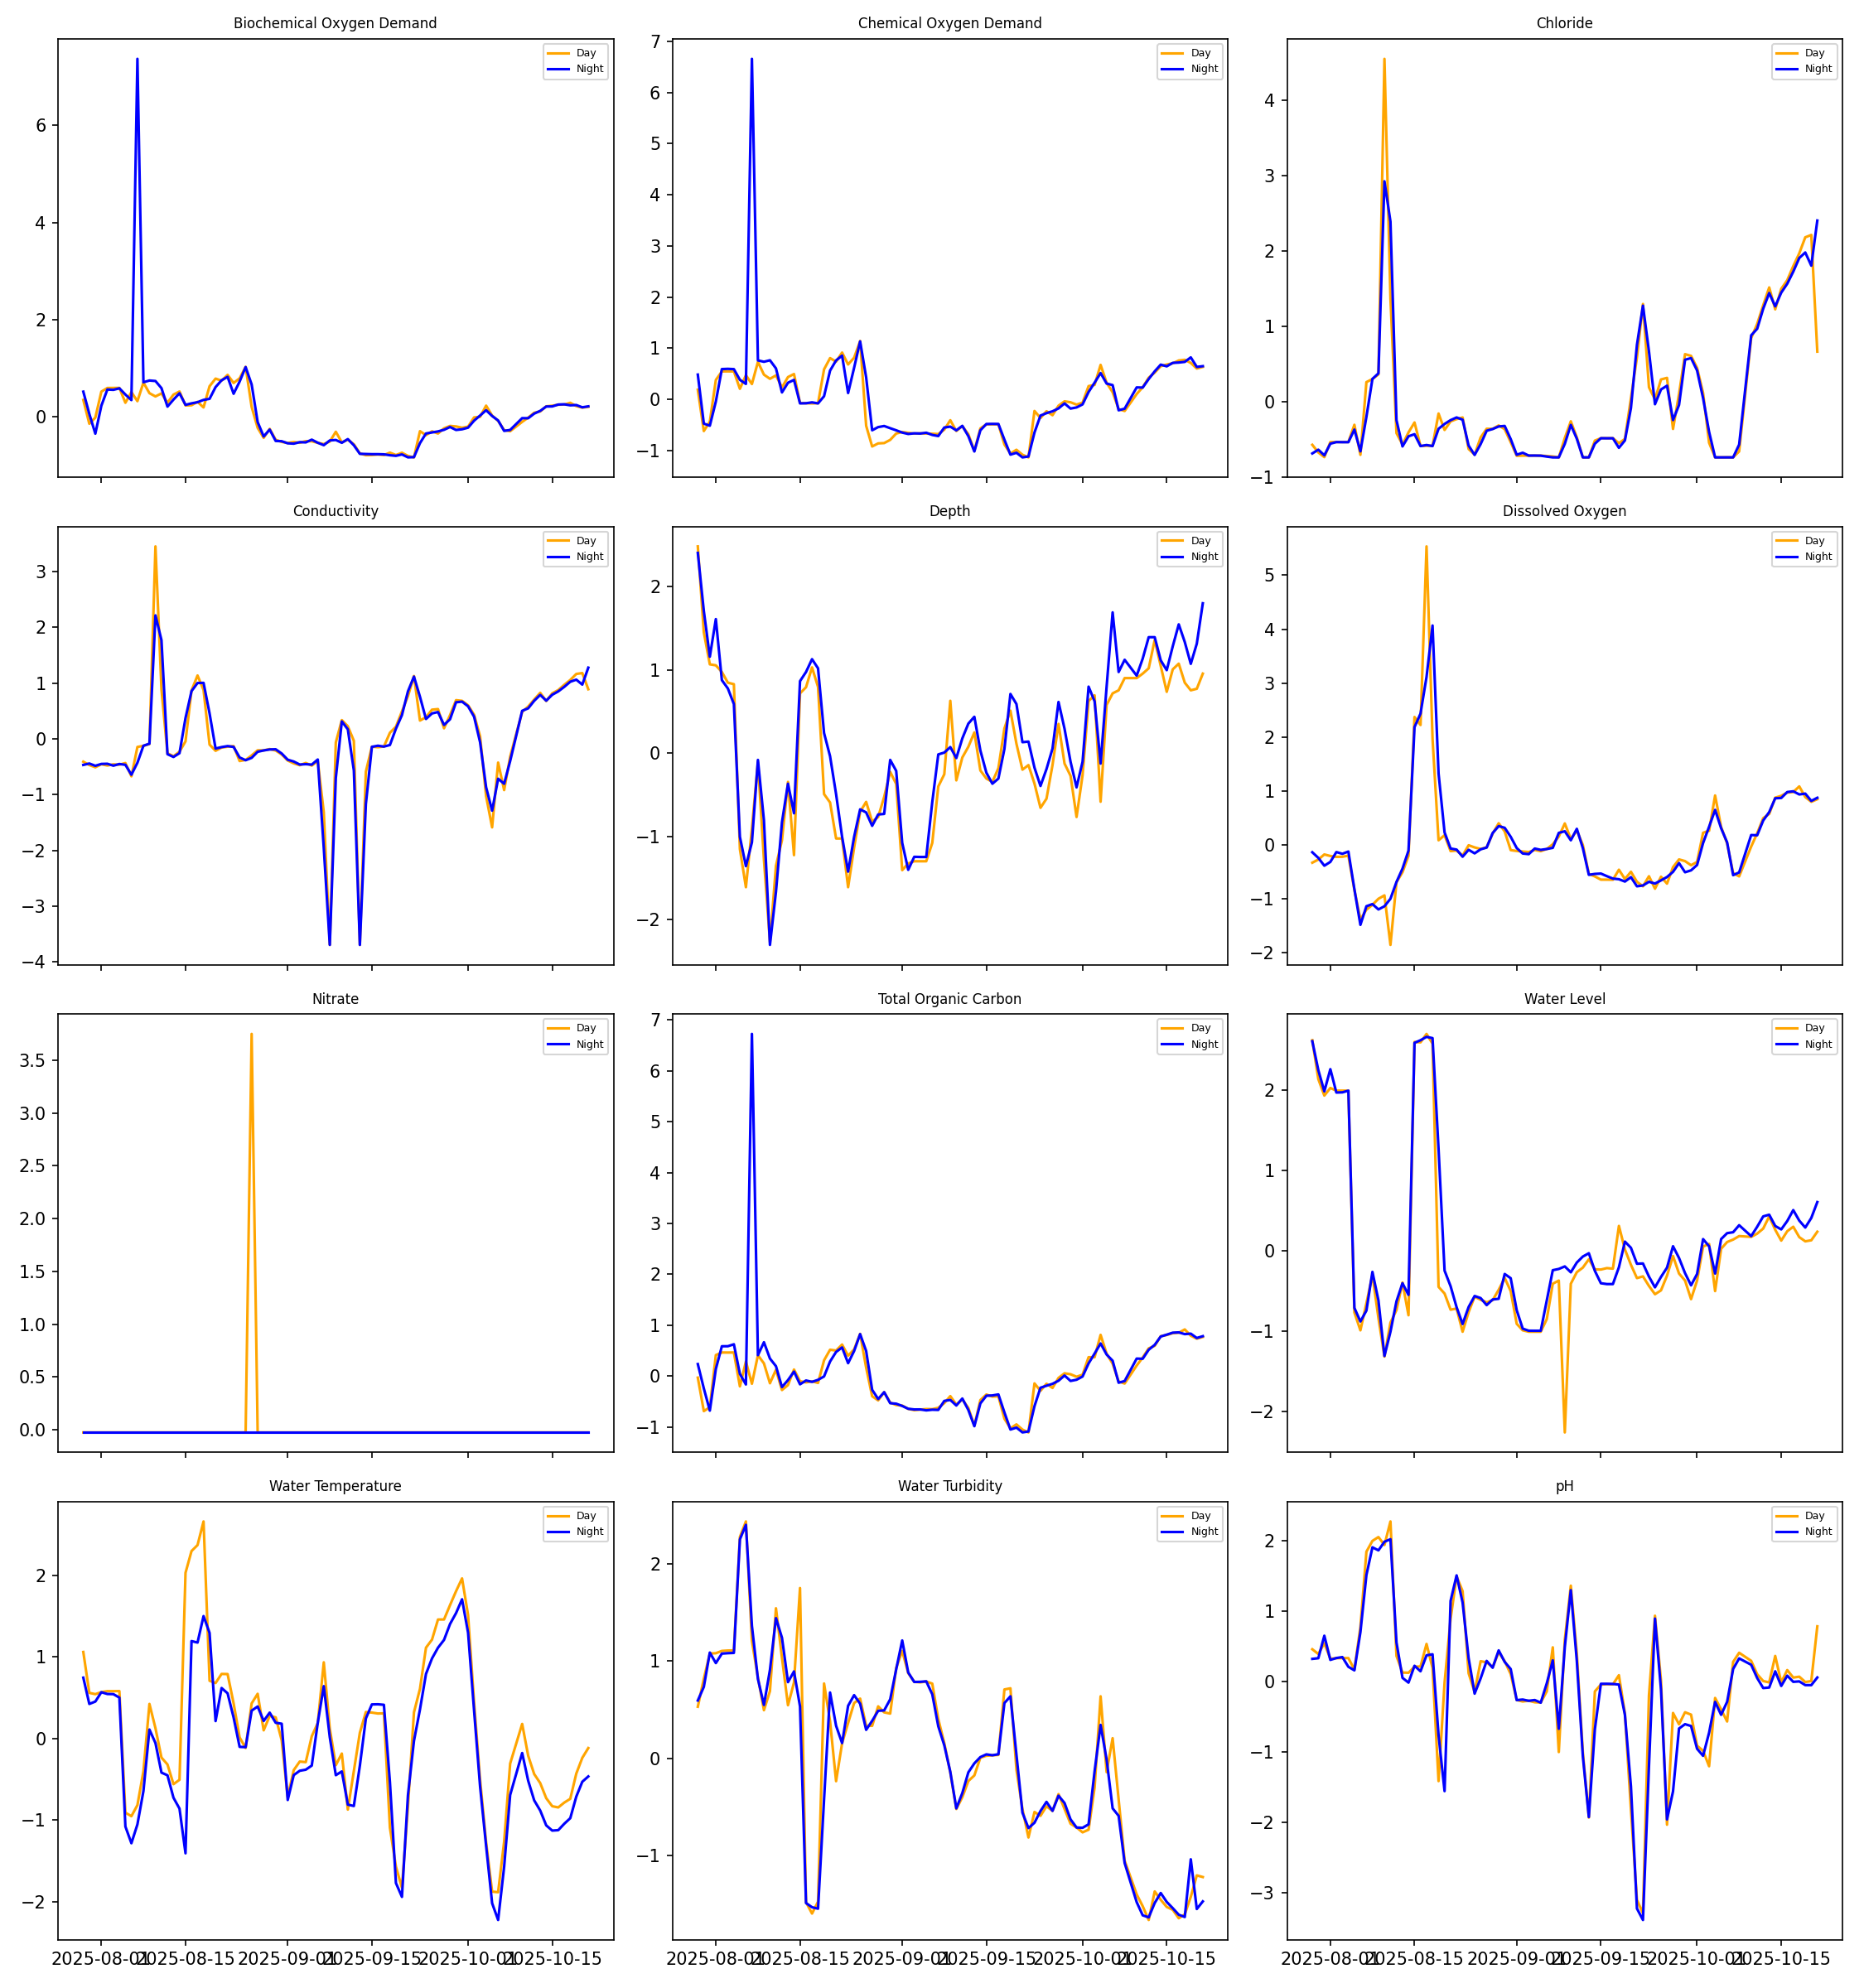 Biochemical Oxygen Demand
Day
Night
6
4
2
0
Chemical Oxygen Demand
Day
Night
7
6
5
4
3
2
1
0
−1
Chloride
Day
Night
4
3
2
1
0
−1
Conductivity
Day
Night
3
2
1
0
−1
−2
−3
−4
Depth
Day
Night
2
1
0
−1
−2
Dissolved Oxygen
Day
Night
5
4
3
2
1
0
−1
−2
Nitrate
Day
Night
3.5
3.0
2.5
2.0
1.5
1.0
0.5
0.0
Total Organic Carbon
Day
Night
7
6
5
4
3
2
1
0
−1
Water Level
Day
Night
2
1
0
−1
−2
Water Temperature
Day
Night
2
1
0
−1
−2
2025-08-01 2025-08-15 2025-09-01 2025-09-15 2025-10-01 2025-10-15
Water Turbidity
Day
Night
2
1
0
−1
2025-08-01 2025-08-15 2025-09-01 2025-09-15 2025-10-01 2025-10-15
pH
Day
Night
2
1
0
−1
−2
−3
2025-08-01 2025-08-15 2025-09-01 2025-09-15 2025-10-01 2025-10-15